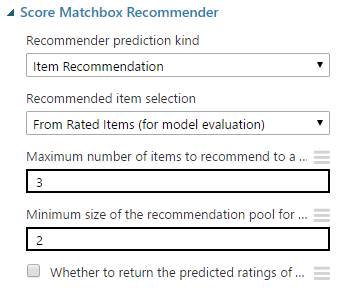 Score Matchbox Recommender
Recommender prediction kind
Item Recommendation
Recommended item selection
From Rated Items (for model evaluation)
Maximum number of items to recommend to a ...
3
Minimum size of the recommendation pool for ...
2
Whether to return the predicted ratings of ...